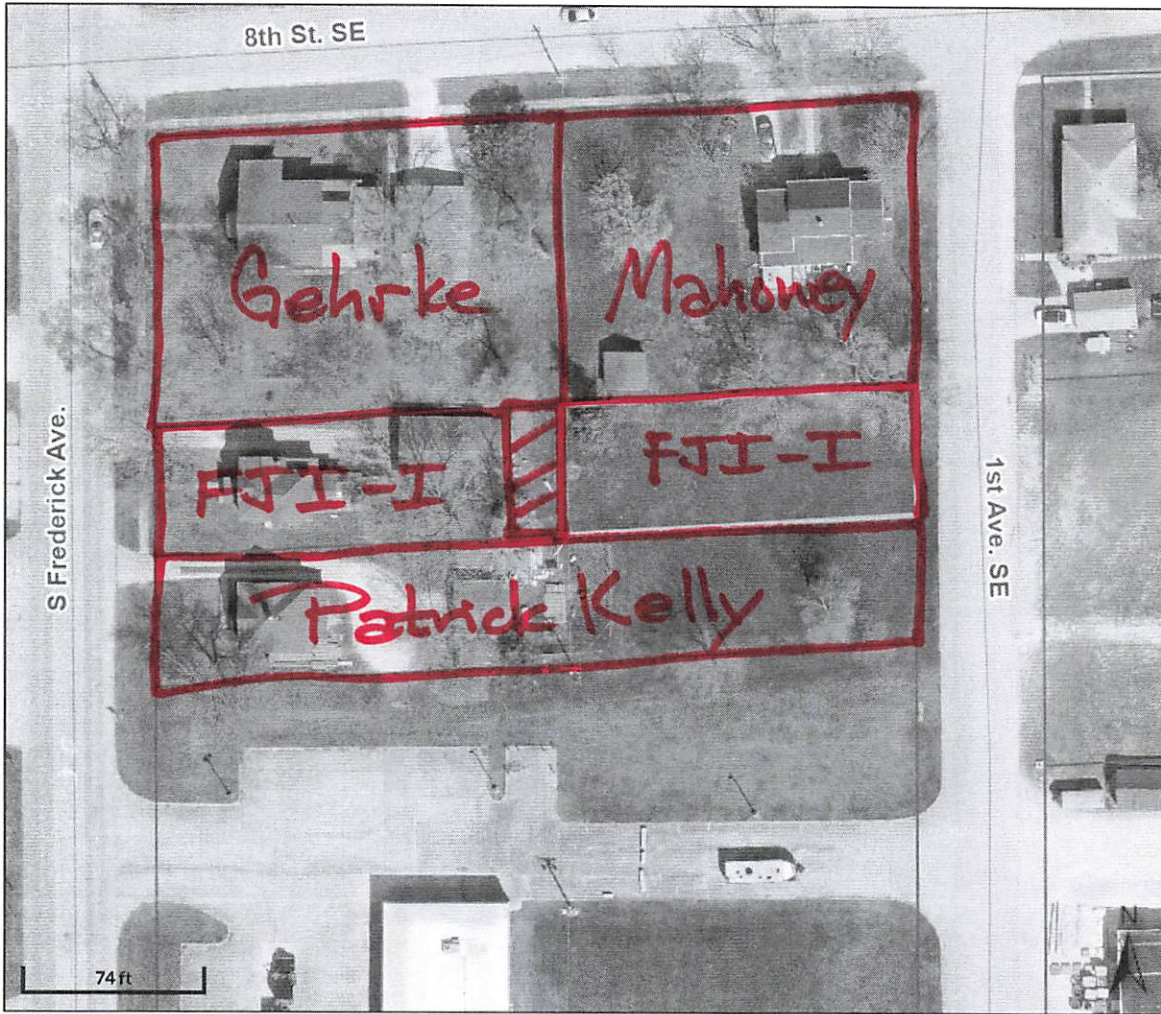 8th St. SE
Gehrke
Mahoney
S Frederick Ave.
FJI-I
FJI-I
1st Ave. SE
Patrick Kelly
N
74 ft